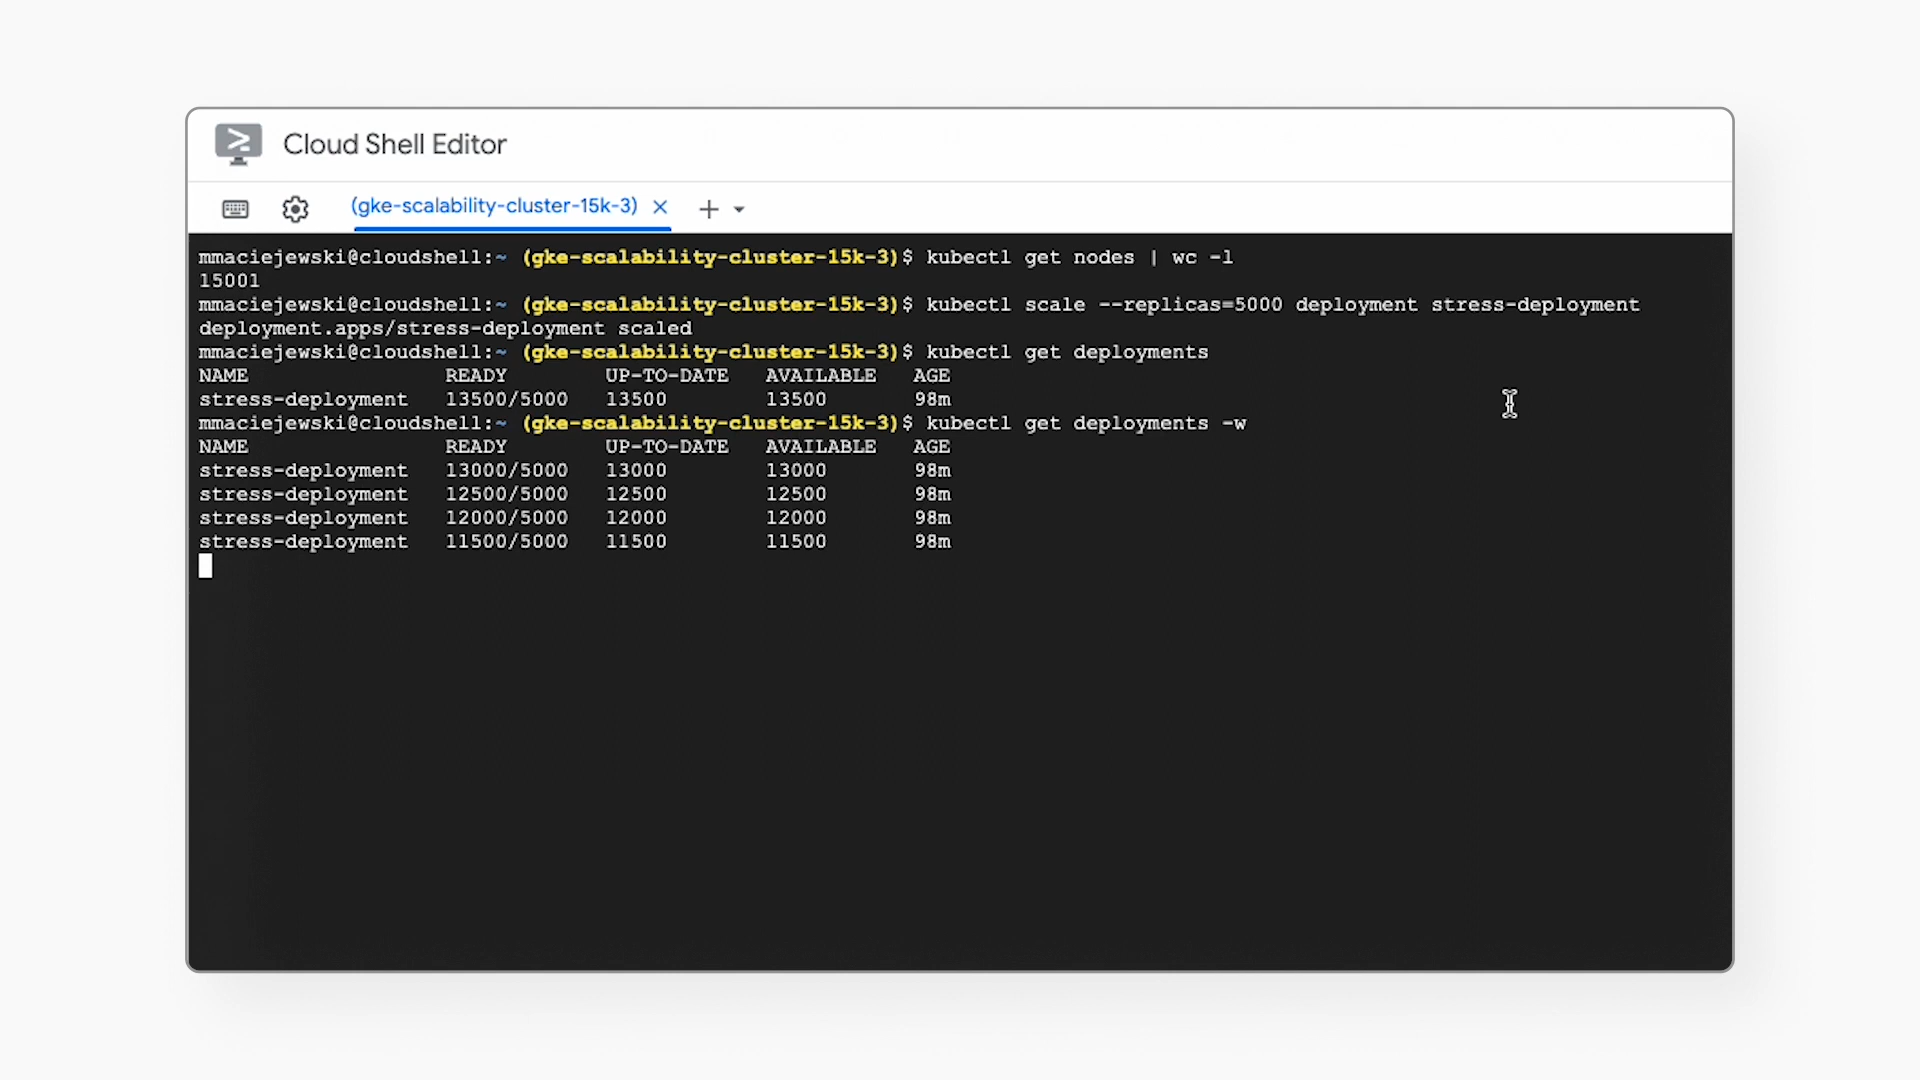 Cloud Shell Editor
(gke-scalability-cluster-15k-3)
mmaciejewski@cloudshell:~ (gke-scalability-cluster-15k-3)$ kubectl get nodes | wc -l
15001
mmaciejewski@cloudshell:~ (gke-scalability-cluster-15k-3)$ kubectl scale --replicas=5000 deployment stress-deployment
deployment.apps/stress-deployment scaled
mmaciejewski@cloudshell:~ (gke-scalability-cluster-15k-3)$ kubectl get deployments
NAME READY UP-TO-DATE AVAILABLE AGE
stress-deployment 13500/5000 13500 13500 98m
mmaciejewski@cloudshell:~ (gke-scalability-cluster-15k-3)$ kubectl get deployments -w
NAME READY UP-TO-DATE AVAILABLE AGE
stress-deployment 13000/5000 13000 13000 98m
stress-deployment 12500/5000 12500 12500 98m
stress-deployment 12000/5000 12000 12000 98m
stress-deployment 11500/5000 11500 11500 98m